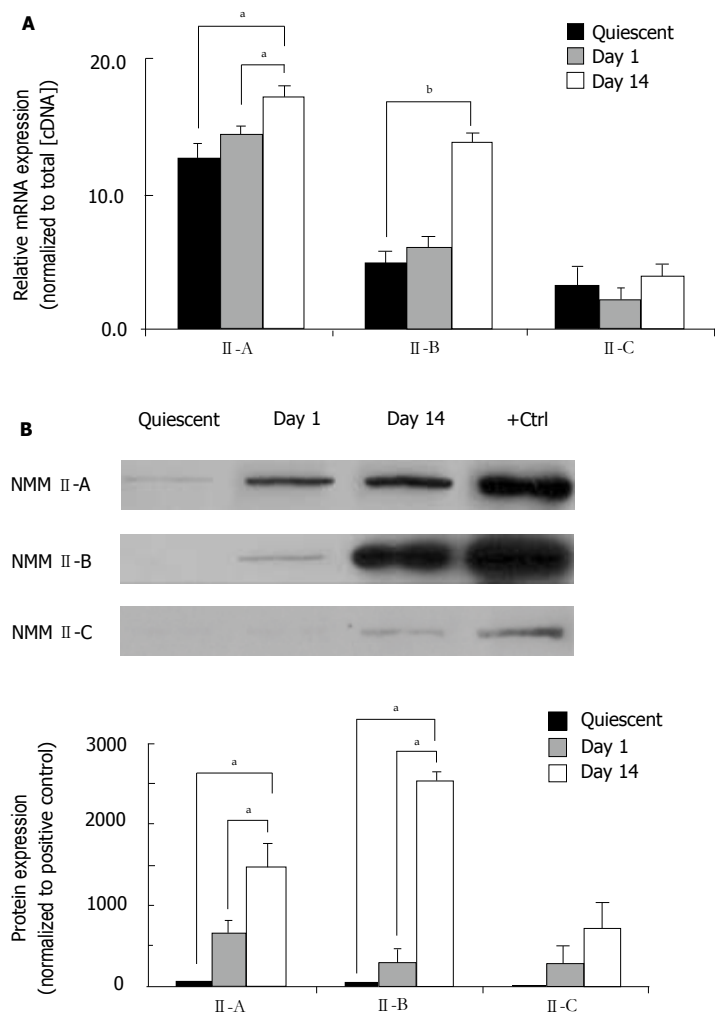 A
Quiescent
Day 1
Day 14
Relative mRNA expression
(normalized to total [cDNA])
20.0
10.0
0.0
a
a
b
Ⅱ-A
Ⅱ-B
Ⅱ-C
B
Quiescent
Day 1
Day 14
+Ctrl
NMM Ⅱ-A
NMM Ⅱ-B
NMM Ⅱ-C
Quiescent
Day 1
Day 14
Protein expression
(normalized to positive control)
3000
2000
1000
0
a
a
a
a
Ⅱ-A
Ⅱ-B
Ⅱ-C